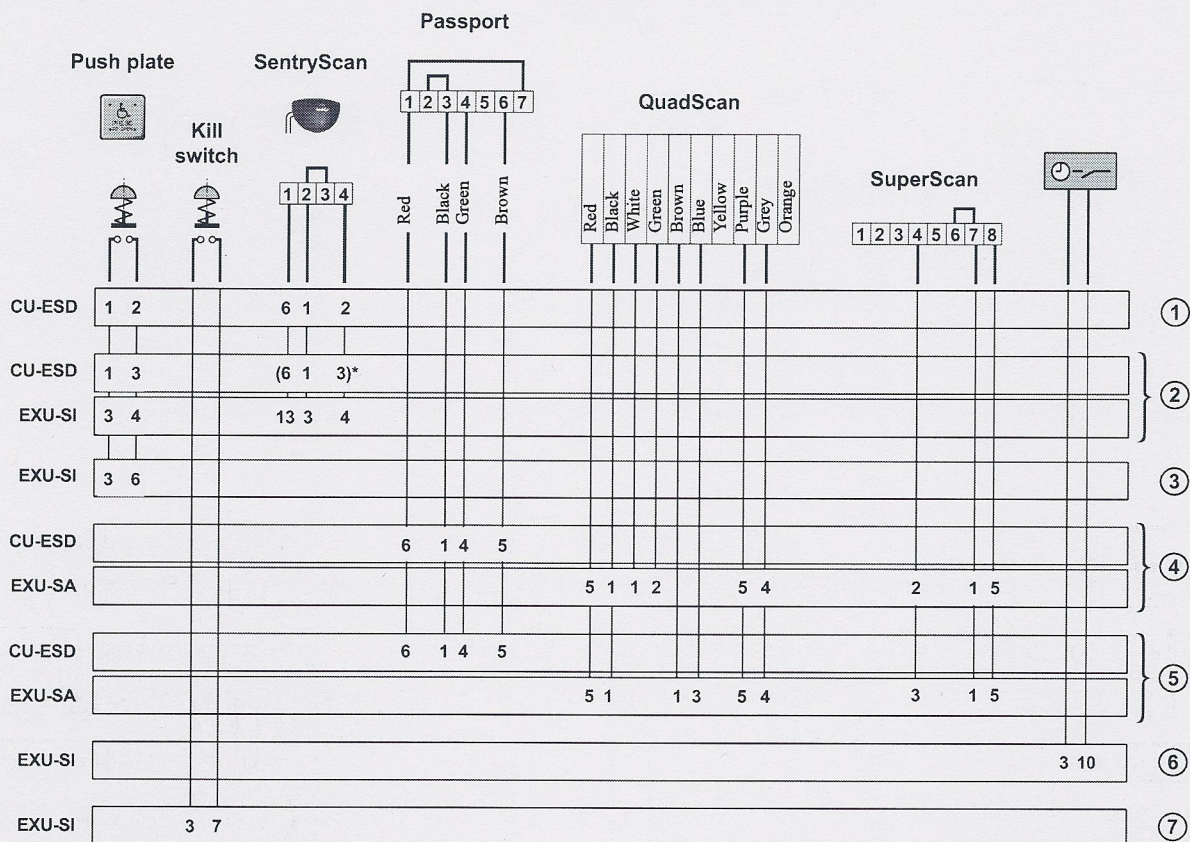 Passport
Push plate
SentryScan
QuadScan
Kill
switch
SuperScan
1 2 3 4 5 6 7
1 2 3 4
Red
Black
Green
Brown
Red
Black
White
Green
Brown
Blue
Yellow
Purple
Grey
Orange
1 2 3 4 5 6 7 8
CU-ESD 1 2 6 1 2 1
CU-ESD 1 3 (6 1 3)*
2
EXU-SI 3 4 13 3 4
EXU-SI 3 6 3
CU-ESD 6 1 4 5
4
EXU-SA 5 1 1 2 5 4 2 1 5
CU-ESD 6 1 4 5
5
EXU-SA 5 1 1 3 5 4 3 1 5
EXU-SI 3 10 6
EXU-SI 3 7 7